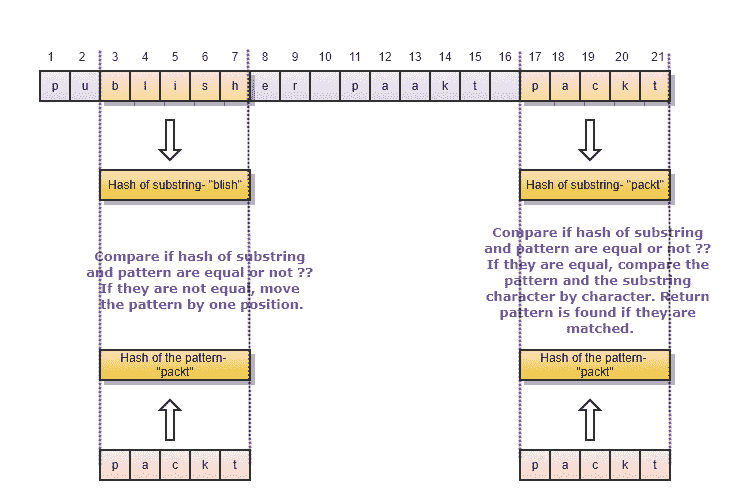 1 2 3 4 5 6 7 8 9 10 11 12 13 14 15 16 17 18 19 20 21
p u b l i s h e r p a a k t p a c k t
Hash of substring- "blish"
Hash of substring- "packt"
Compare if hash of substring
and pattern are equal or not ??
If they are not equal, move
the pattern by one position.
Compare if hash of substring
and pattern are equal or not ??
If they are equal, compare the
pattern and the substring
character by character. Return
pattern is found if they are
matched.
Hash of the pattern-
"packt"
Hash of the pattern-
"packt"
p a c k t
p a c k t